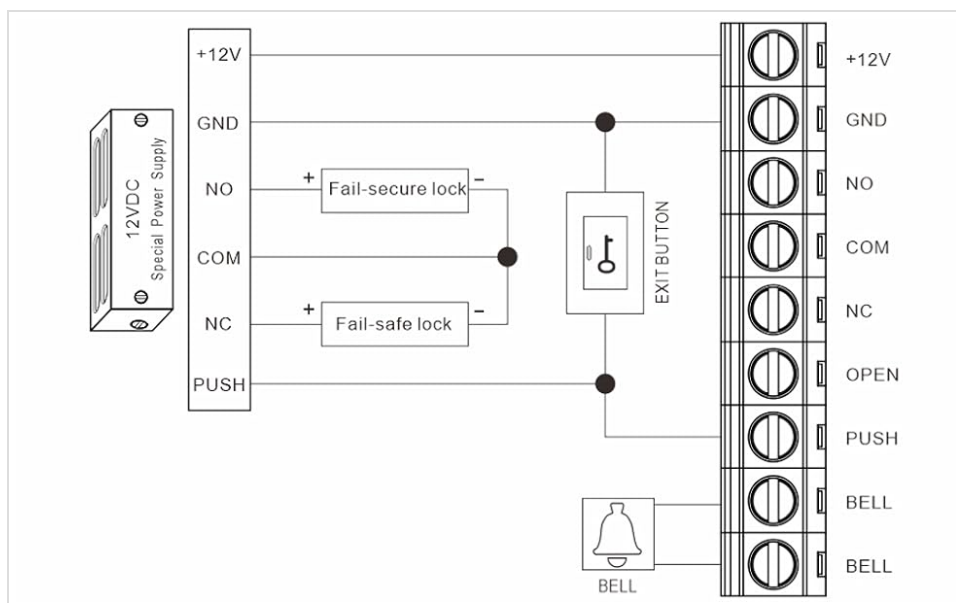 12VDC
Special Power Supply
+12V
GND
NO
COM
NC
PUSH
+ Fail-secure lock −
+ Fail-safe lock −
EXIT BUTTON
BELL
+12V
GND
NO
COM
NC
OPEN
PUSH
BELL
BELL